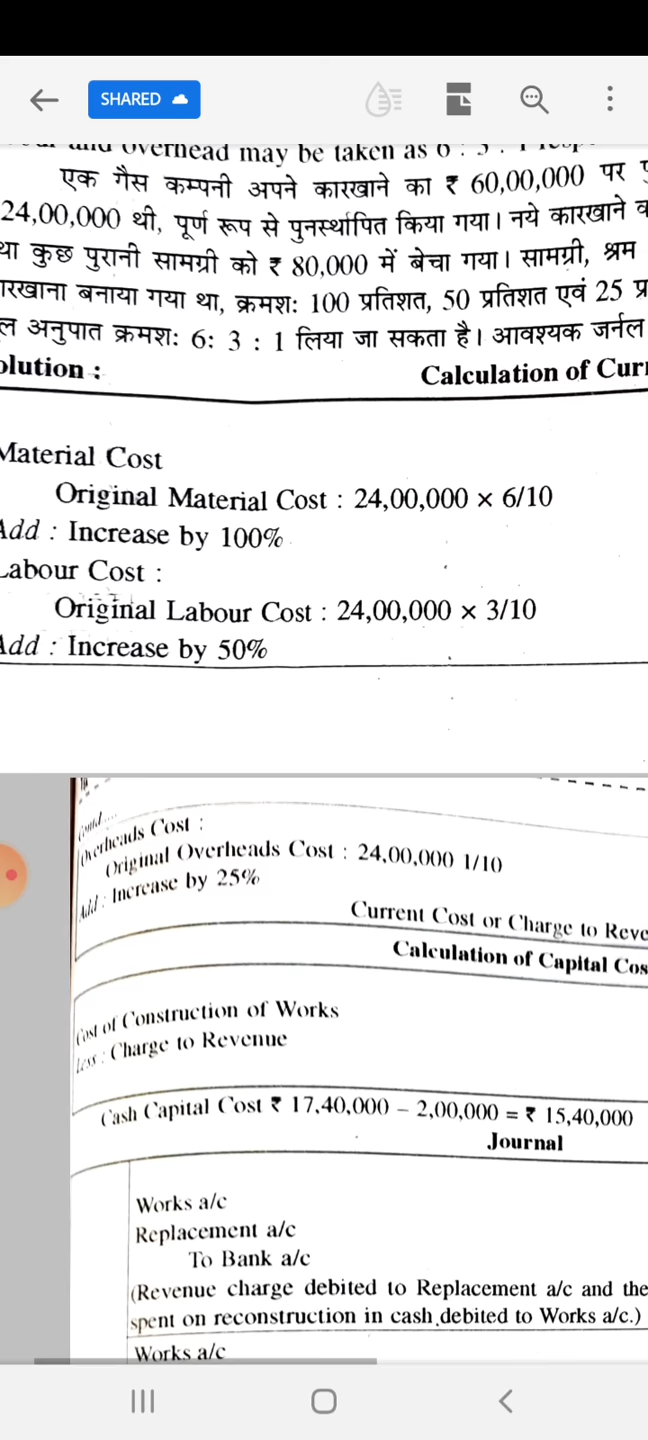 SHARED
and overhead may be taken as 6 : 3 : 1
एक गैस कम्पनी अपने कारखाने का ₹ 60,00,000 पर
24,00,000 थी, पूर्ण रूप से पुनर्स्थापित किया गया। नये कारखाने
कुछ पुरानी सामग्री को ₹ 80,000 में बेचा गया। सामग्री, श्रम
बनाया गया था, क्रमश: 100 प्रतिशत, 50 प्रतिशत एवं 25
अनुपात क्रमश: 6: 3 : 1 लिया जा सकता है। आवश्यक जर्नल
olution :
Calculation of Curr
Material Cost
Original Material Cost : 24,00,000 × 6/10
Add : Increase by 100%
Labour Cost :
Original Labour Cost : 24,00,000 × 3/10
Add : Increase by 50%
Contd....
Overheads Cost :
Original Overheads Cost : 24,00,000 1/10
Add : Increase by 25%
Current Cost or Charge to Reve
Calculation of Capital Cos
Cost of Construction of Works
Less : Charge to Revenue
Cash Capital Cost ₹ 17,40,000 – 2,00,000 = ₹ 15,40,000
Journal
Works a/c
Replacement a/c
To Bank a/c
(Revenue charge debited to Replacement a/c and the
spent on reconstruction in cash debited to Works a/c.)
Works a/c